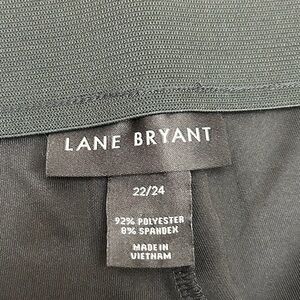 LANE BRYANT
22/24
92% POLYESTER
8% SPANDEX
MADE IN
VIETNAM